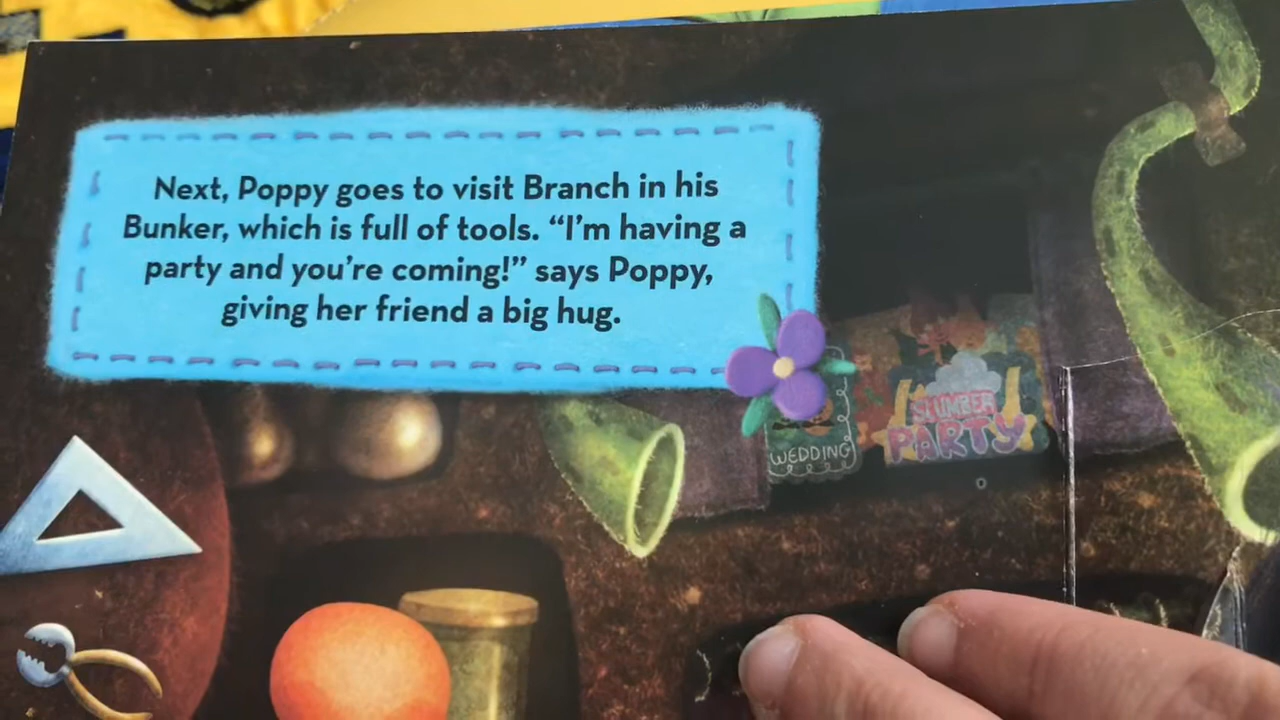 Next, Poppy goes to visit Branch in his
Bunker, which is full of tools. “I’m having a
party and you’re coming!” says Poppy,
giving her friend a big hug.
WEDDING
SLUMBER
PARTY